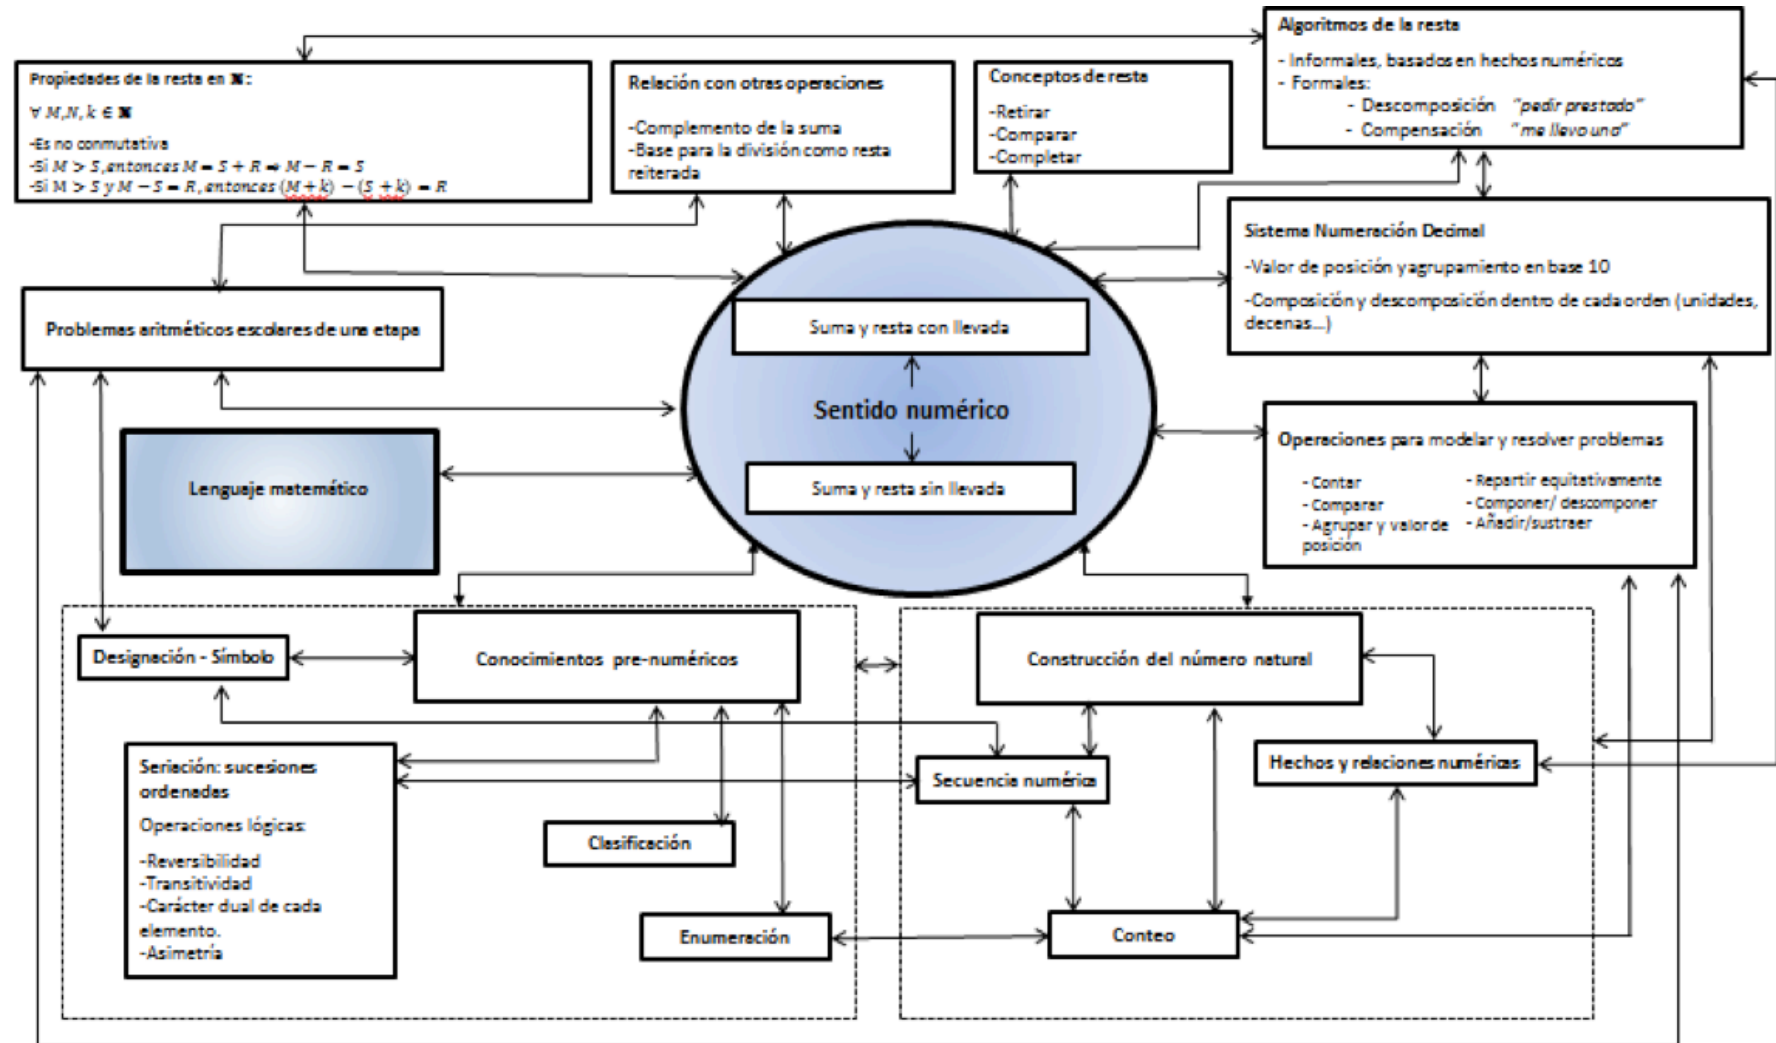 Algoritmos de la resta
- Informales, basados en hechos numéricos
- Formales:
- Descomposición "pedir prestado"
- Compensación "me llevo una"
Propiedades de la resta en ℕ:
∀ M,N,k ∈ ℕ
-Es no conmutativa
-Si M > S, entonces M = S + R ⇒ M − R = S
-Si M > S y M − S = R, entonces (M + k) − (S + k) = R
Relación con otras operaciones
-Complemento de la suma
-Base para la división como resta
reiterada
Conceptos de resta
-Retirar
-Comparar
-Completar
Sistema Numeración Decimal
-Valor de posición y agrupamiento en base 10
-Composición y descomposición dentro de cada orden (unidades,
decenas...)
Problemas aritméticos escolares de una etapa
Suma y resta con llevada
Sentido numérico
Suma y resta sin llevada
Lenguaje matemático
Operaciones para modelar y resolver problemas
- Contar
- Comparar
- Agrupar y valor de
posición
- Repartir equitativamente
- Componer/ descomponer
- Añadir/sustraer
Designación - Símbolo
Conocimientos pre-numéricos
Construcción del número natural
Seriación: sucesiones
ordenadas
Operaciones lógicas:
-Reversibilidad
-Transitividad
-Carácter dual de cada
elemento.
-Asimetría
Clasificación
Enumeración
Secuencia numérica
Hechos y relaciones numéricas
Conteo